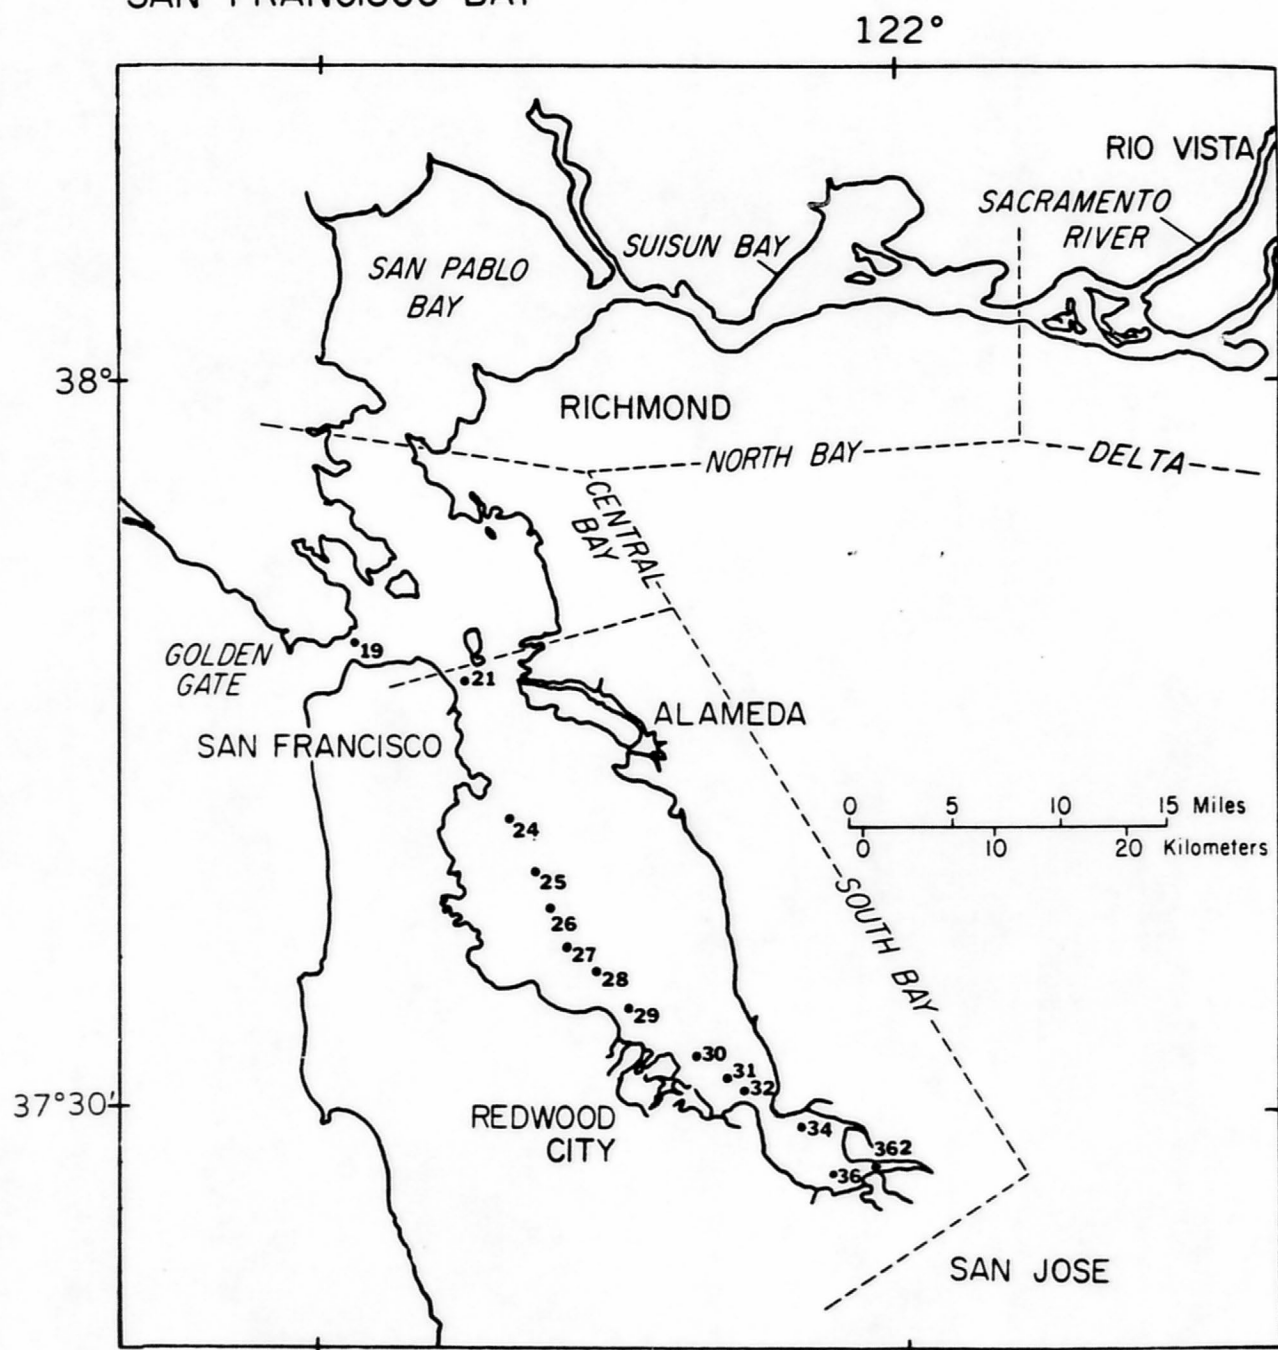 SAN FRANCISCO BAY
122°
RIO VISTA
SACRAMENTO
RIVER
SUISUN BAY
SAN PABLO
BAY
38°
RICHMOND
NORTH BAY
DELTA
CENTRAL
BAY
GOLDEN
GATE
19
21
ALAMEDA
SAN FRANCISCO
0 5 10 15 Miles
0 10 20 Kilometers
24
25
26
27
28
29
SOUTH BAY
30
31
32
37°30'
REDWOOD
CITY
34
362
36
SAN JOSE